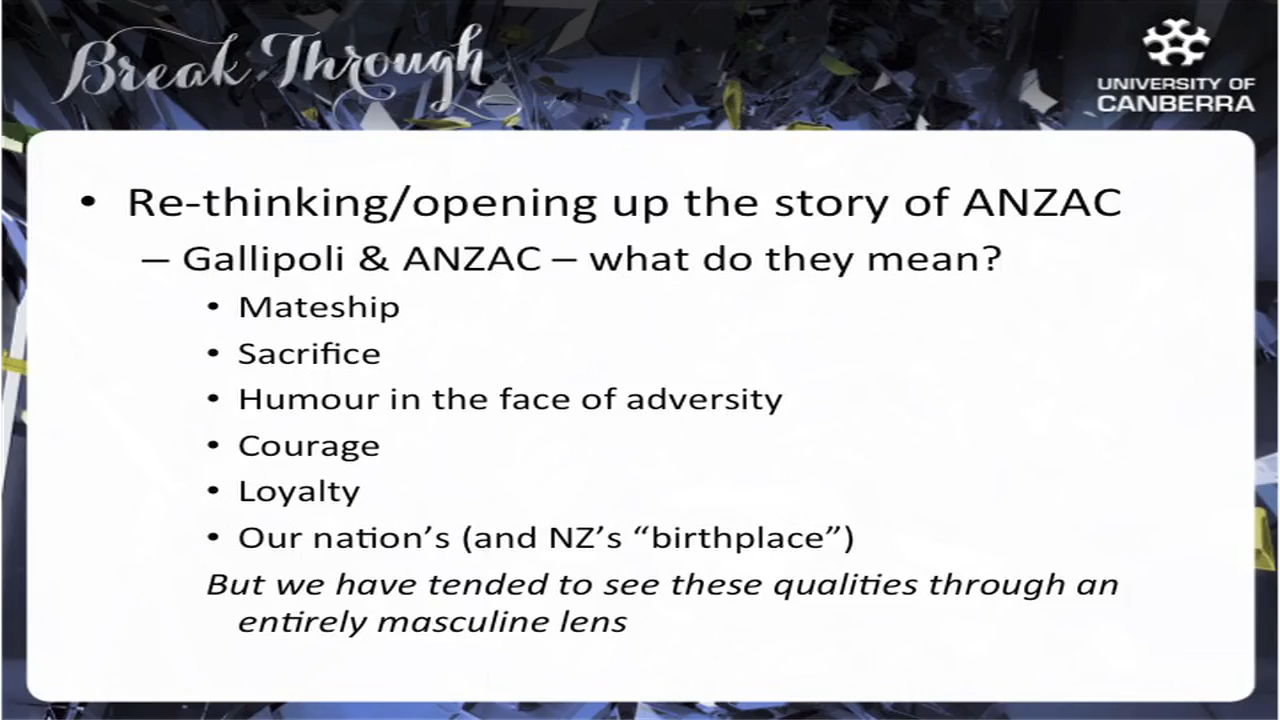 Break Through
UNIVERSITY OF
CANBERRA
• Re-thinking/opening up the story of ANZAC
– Gallipoli & ANZAC – what do they mean?
• Mateship
• Sacrifice
• Humour in the face of adversity
• Courage
• Loyalty
• Our nation’s (and NZ’s “birthplace”)
But we have tended to see these qualities through an
entirely masculine lens